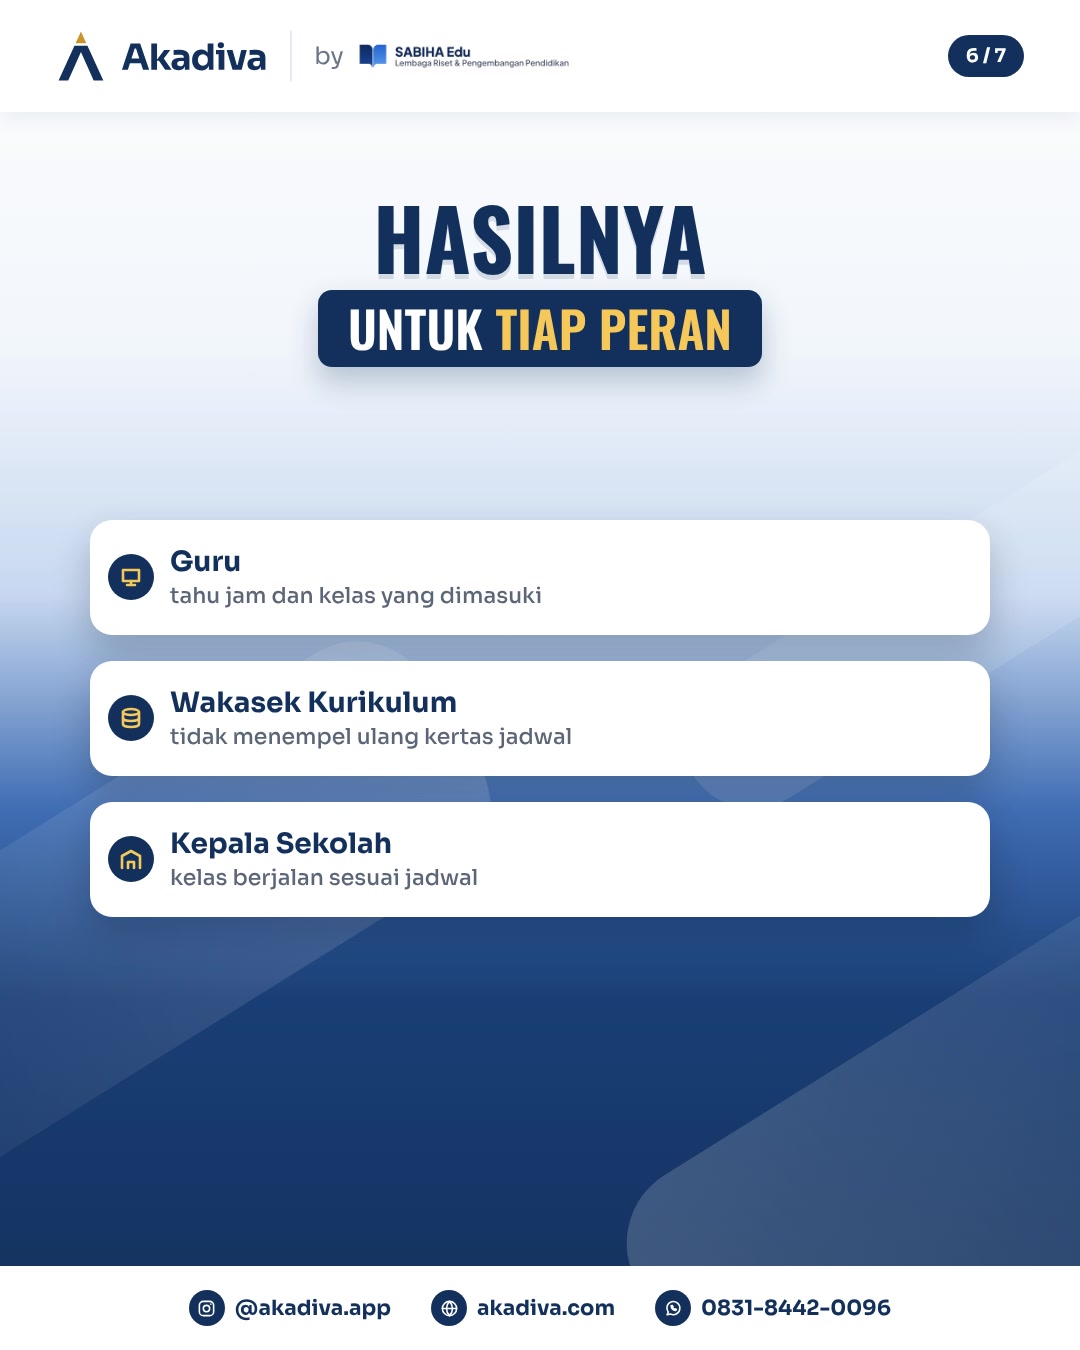 Akadiva
by
SABIHA Edu
Lembaga Riset & Pengembangan Pendidikan
6 / 7
HASILNYA
UNTUK TIAP PERAN
Guru
tahu jam dan kelas yang dimasuki
Wakasek Kurikulum
tidak menempel ulang kertas jadwal
Kepala Sekolah
kelas berjalan sesuai jadwal
@akadiva.app
akadiva.com
0831-8442-0096